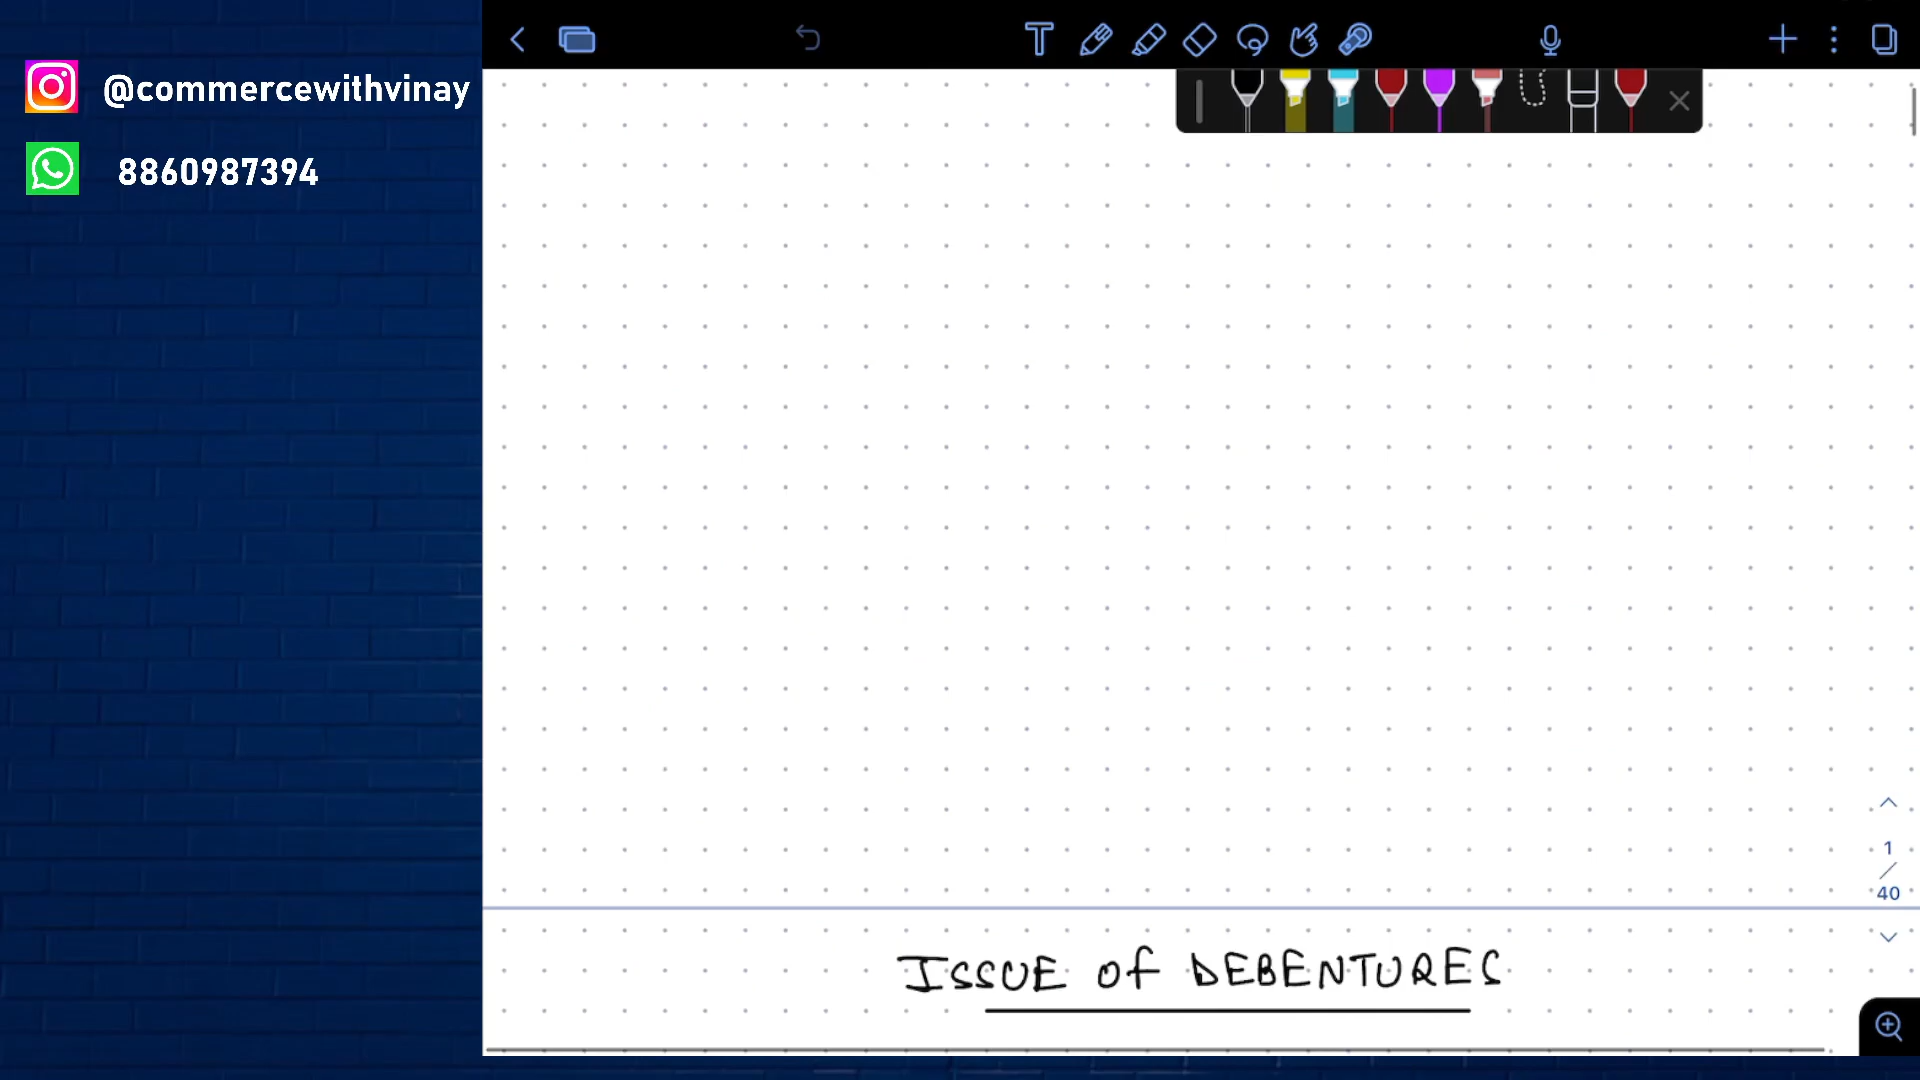 @commercewithvinay
8860987394
1
/
40
ISSUE of DEBENTURES